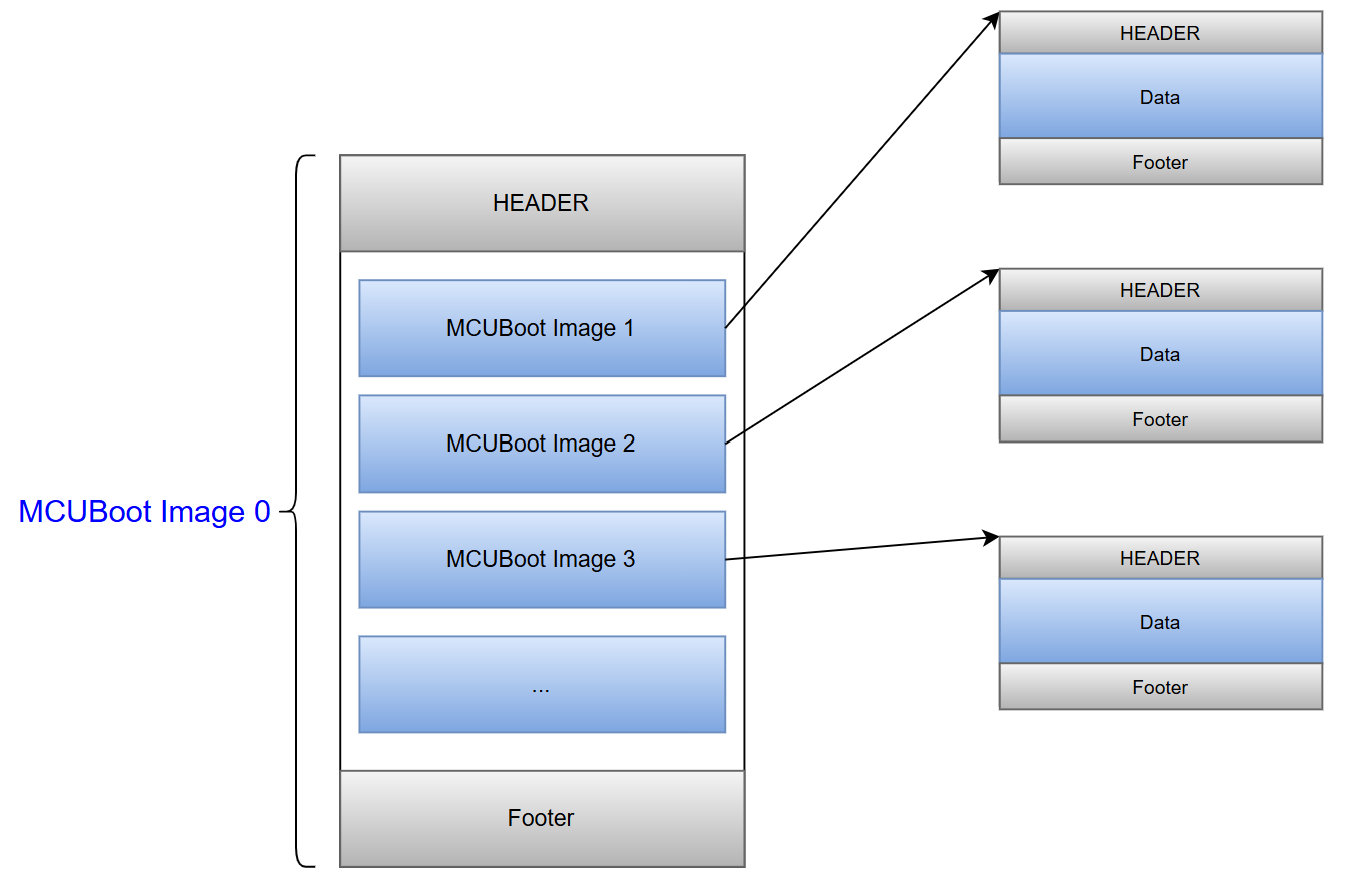 MCUBoot Image 0
HEADER
MCUBoot Image 1
MCUBoot Image 2
MCUBoot Image 3
...
Footer
HEADER
Data
Footer
HEADER
Data
Footer
HEADER
Data
Footer